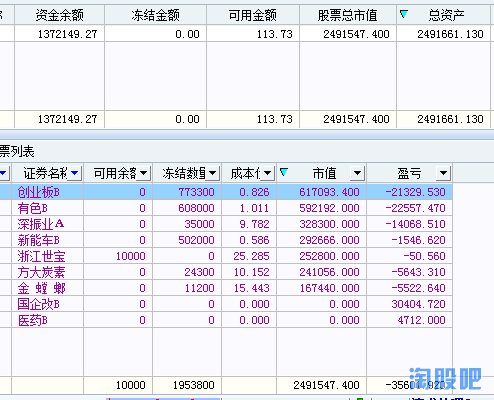 资金余额 冻结金额 可用金额 股票总市值 总资产
1372149.27 0.00 113.73 2491547.400 2491661.130
1372149.27 0.00 113.73 2491547.400 2491661.130
票列表
证券名称 可用余额 冻结数量 成本价 市值 盈亏
创业板B 0 773300 0.826 617093.400 -21329.530
有色B 0 608000 1.011 592192.000 -22557.470
深振业A 0 35000 9.782 328300.000 -14068.510
新能车B 0 502000 0.586 292666.000 -1546.620
浙江世宝 10000 0 25.285 252800.000 -50.560
方大炭素 0 24300 10.152 241056.000 -5643.310
金 螳 螂 0 11200 15.443 167440.000 -5522.640
国企改B 0 0 0.000 0.000 30404.720
医药B 0 0 0.000 0.000 4712.000
10000 1953800 2491547.400 -35601.920
淘股吧